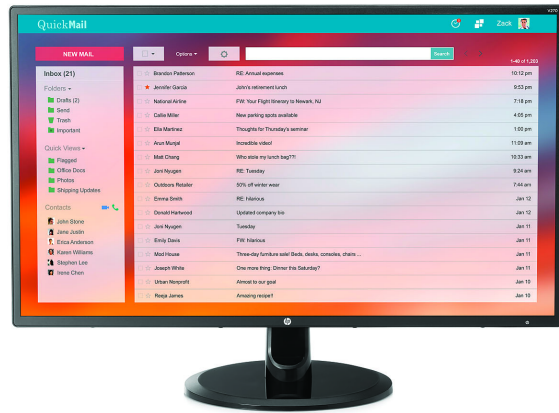 V270
QuickMail
Zack
NEW MAIL
Options
Search
1-40 of 1,203
Inbox (21)
Folders
Drafts (2)
Send
Trash
Important
Quick Views
Flagged
Office Docs
Photos
Shipping Updates
Contacts
John Stone
Jane Justin
Erica Anderson
Karen Williams
Stephen Lee
Irene Chen
Brandon Patterson RE: Annual expenses 10:12 pm
Jennifer Garcia John's retirement lunch 9:53 pm
National Airline FW: Your Flight Itinerary to Newark, NJ 7:18 pm
Callie Miller New parking spots available 4:05 pm
Ella Martinez Thoughts for Thursday's seminar 1:00 pm
Arun Munjal Incredible video! 11:09 am
Matt Chang Who stole my lunch bag??! 10:33 am
Joni Nyugen RE: Tuesday 9:24 am
Outdoors Retailer 50% off winter wear 7:44 am
Emma Smith RE: hilarious Jan 12
Donald Harkwood Updated company bio Jan 12
Joni Nyugen Tuesday Jan 11
Emily Davis FW: hilarious Jan 11
Mod House Three-day furniture sale! Beds, desks, consoles, chairs ... Jan 11
Joseph White One more thing: Dinner this Saturday? Jan 11
Urban Nonprofit Almost to our goal Jan 10
Reeja James Amazing recipe!! Jan 10
hp